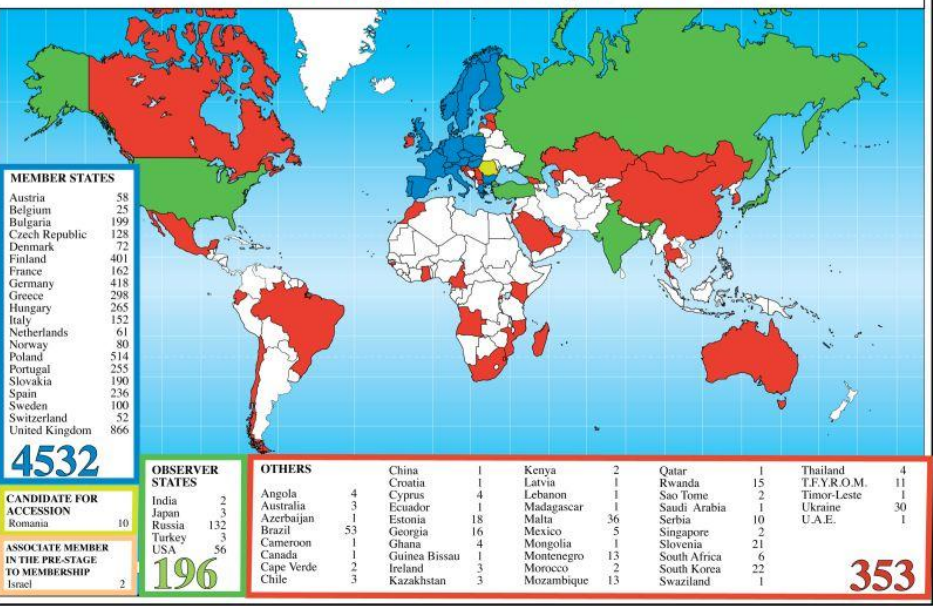 MEMBER STATES
Austria 58
Belgium 25
Bulgaria 199
Czech Republic 128
Denmark 72
Finland 401
France 162
Germany 418
Greece 298
Hungary 265
Italy 152
Netherlands 61
Norway 80
Poland 514
Portugal 255
Slovakia 190
Spain 236
Sweden 100
Switzerland 52
United Kingdom 866
4532
CANDIDATE FOR
ACCESSION
Romania 10
ASSOCIATE MEMBER
IN THE PRE-STAGE
TO MEMBERSHIP
Israel 2
OBSERVER
STATES
India 2
Japan 3
Russia 132
Turkey 3
USA 56
196
OTHERS
Angola 4
Australia 3
Azerbaijan 1
Brazil 53
Cameroon 1
Canada 1
Cape Verde 2
Chile 3
China 1
Croatia 1
Cyprus 4
Ecuador 1
Estonia 18
Georgia 16
Ghana 4
Guinea Bissau 1
Ireland 3
Kazakhstan 3
Kenya 2
Latvia 1
Lebanon 1
Madagascar 1
Malta 36
Mexico 5
Mongolia 1
Montenegro 13
Morocco 2
Mozambique 13
Qatar 1
Rwanda 15
Sao Tome 2
Saudi Arabia 1
Serbia 10
Singapore 2
Slovenia 21
South Africa 6
South Korea 22
Swaziland 1
Thailand 4
T.F.Y.R.O.M. 11
Timor-Leste 1
Ukraine 30
U.A.E. 1
353